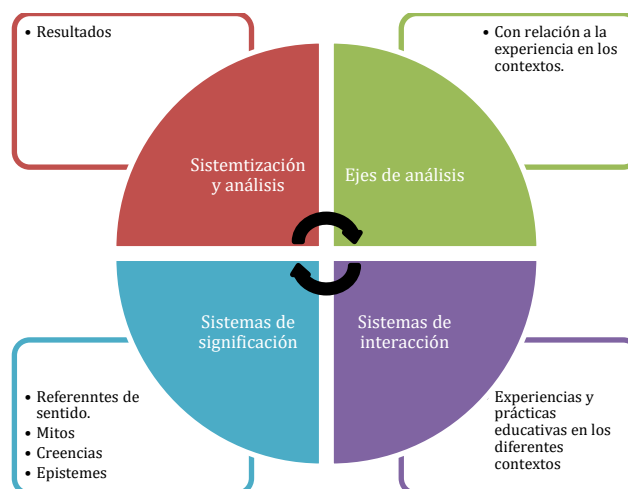 • Resultados
• Con relación a la
experiencia en los
contextos.
Sistemtización
y análisis
Ejes de análisis
Sistemas de
significación
Sistemas de
interacción
• Referenntes de
sentido.
• Mitos
• Creencias
• Epistemes
Experiencias y
prácticas
educativas en los
diferentes
contextos